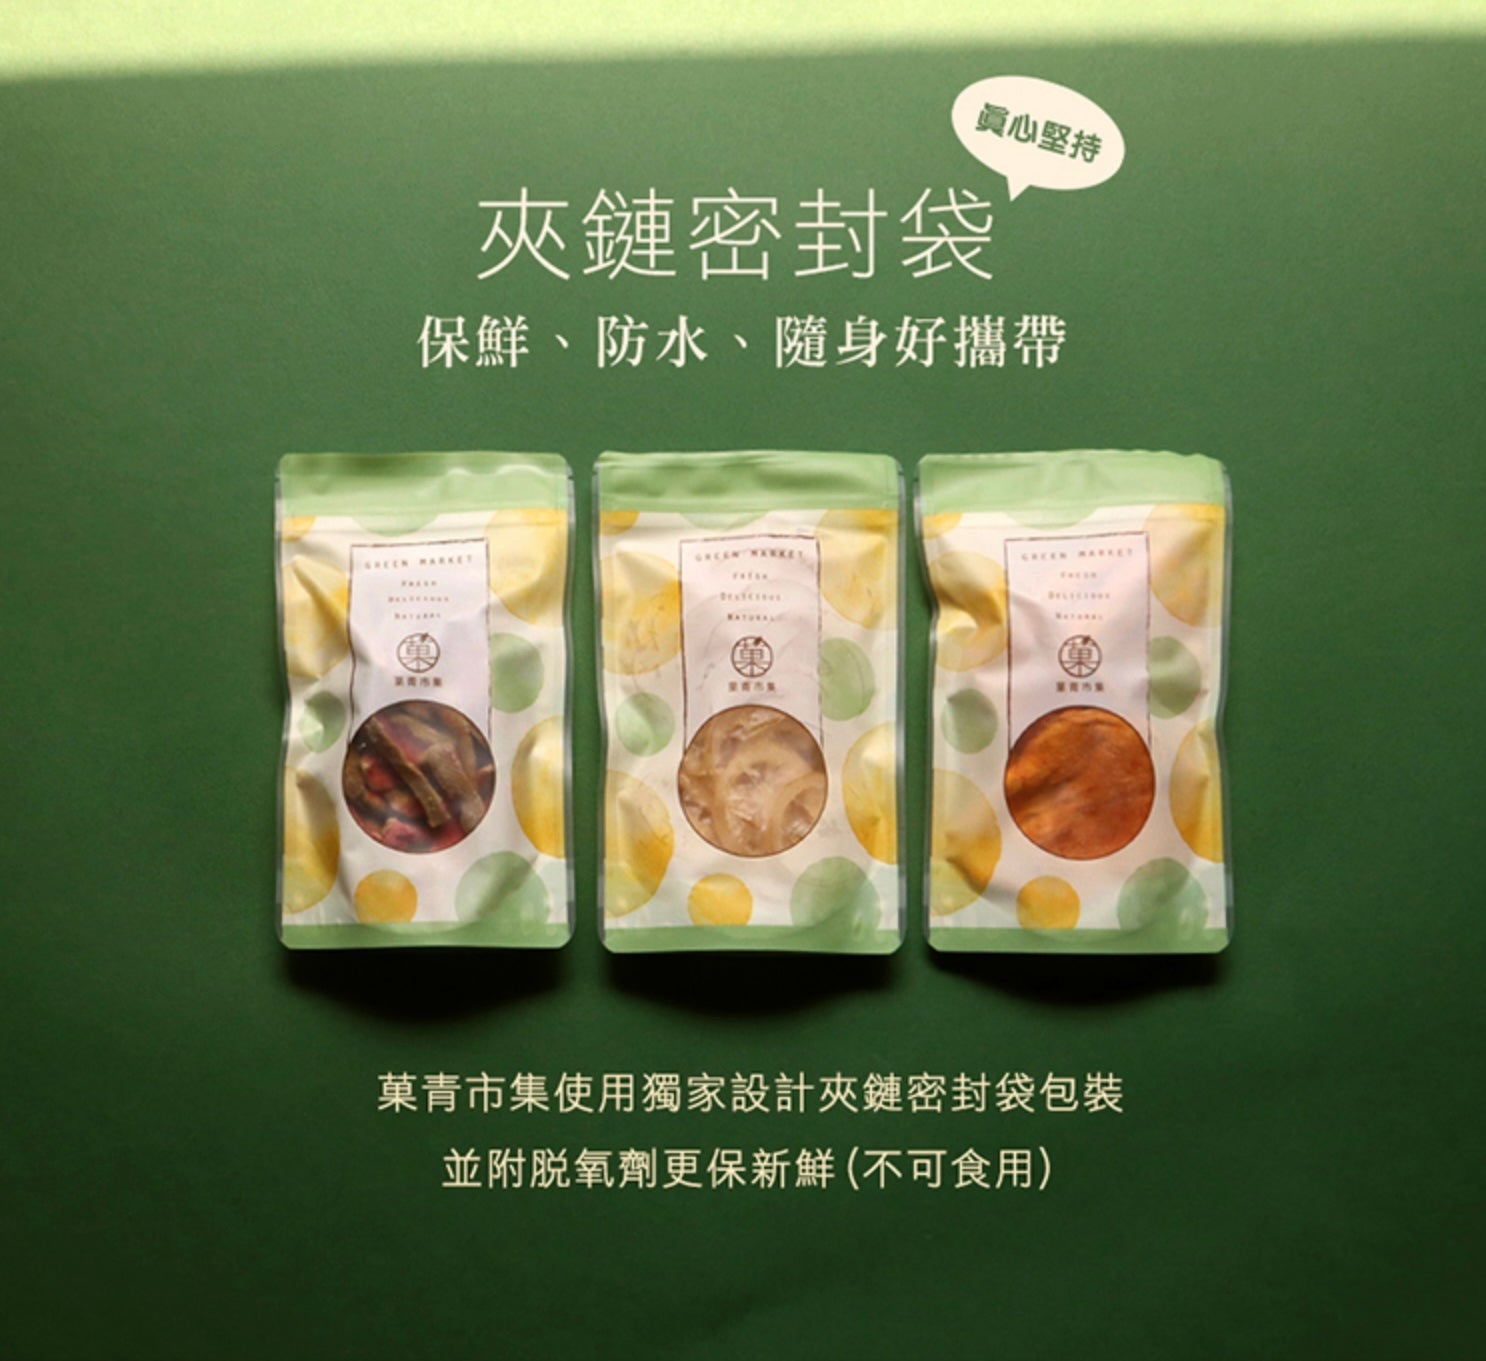 真心堅持
夾鏈密封袋
保鮮、防水、隨身好攜帶
GREEN MARKET
FRESH
DELICIOUS
NATURAL
菓
菓青市集
GREEN MARKET
FRESH
DELICIOUS
NATURAL
菓
菓青市集
GREEN MARKET
FRESH
DELICIOUS
NATURAL
菓
菓青市集
菓青市集使用獨家設計夾鏈密封袋包裝
並附脫氧劑更保新鮮(不可食用)